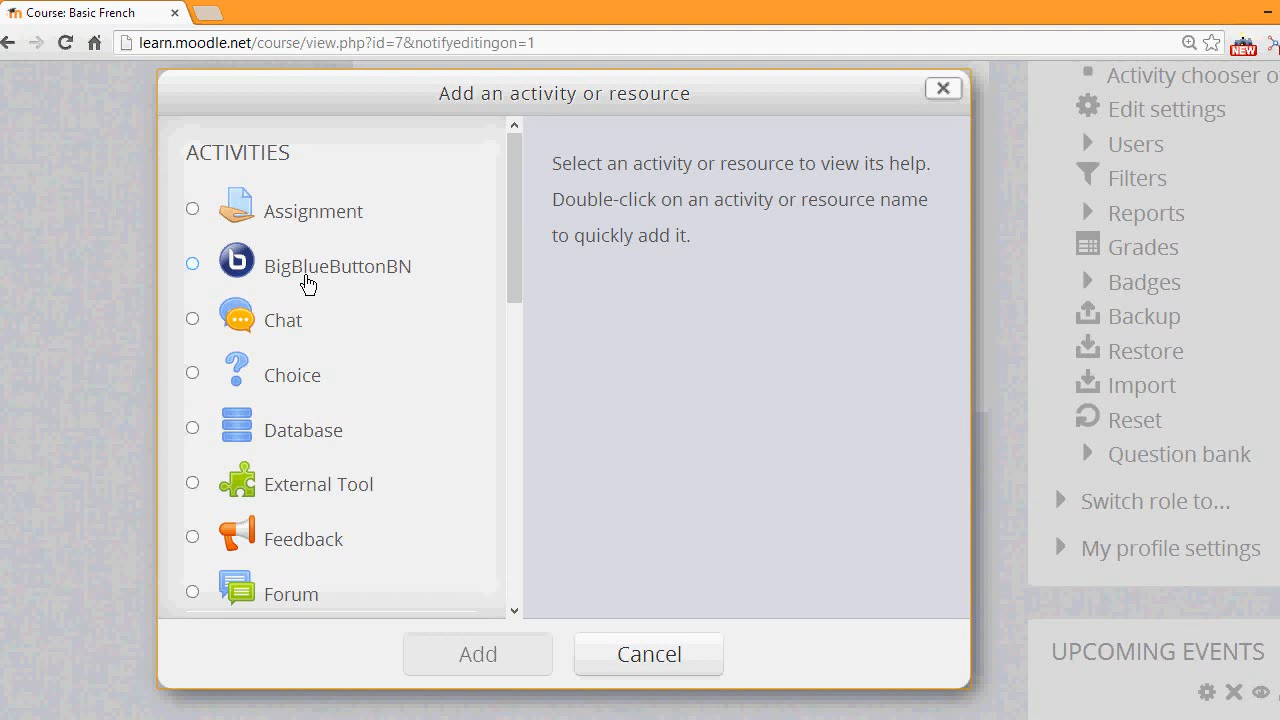 Course: Basic French
learn.moodle.net/course/view.php?id=7&notifyeditingon=1
NEW
Add an activity or resource
ACTIVITIES
Assignment
BigBlueButtonBN
Chat
Choice
Database
External Tool
Feedback
Forum
Select an activity or resource to view its help.
Double-click on an activity or resource name
to quickly add it.
Add
Cancel
Activity chooser o
Edit settings
Users
Filters
Reports
Grades
Badges
Backup
Restore
Import
Reset
Question bank
Switch role to...
My profile settings
UPCOMING EVENTS